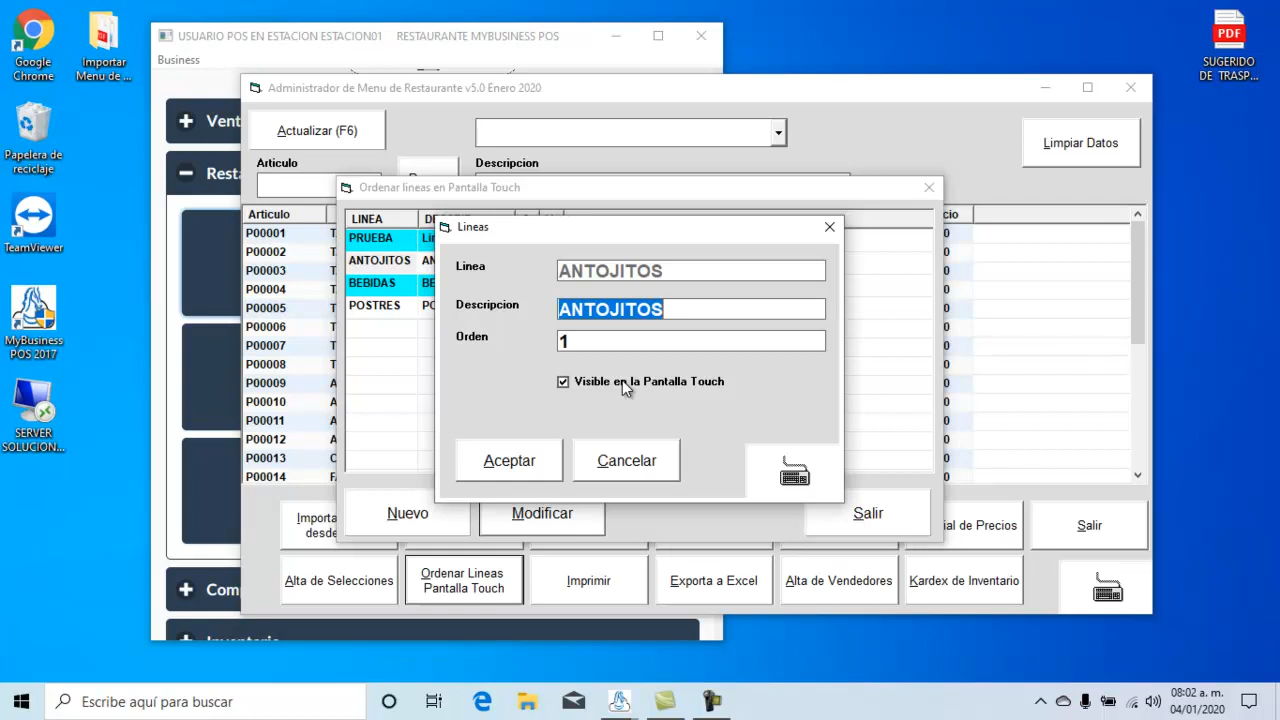 Google
Chrome
Importar
Menu de ...
Papelera de
reciclaje
TeamViewer
MyBusiness
POS 2017
SERVER
SOLUCION...
PDF
SUGERIDO
DE TRASP...
USUARIO POS EN ESTACION ESTACION01 RESTAURANTE MYBUSINESS POS
Business
Administrador de Menu de Restaurante v5.0 Enero 2020
Actualizar (F6)
Limpiar Datos
Articulo
Descripcion
Ordenar lineas en Pantalla Touch
Articulo
P00001
P00002
P00003
P00004
P00005
P00006
P00007
P00008
P00009
P00010
P00011
P00012
P00013
P00014
LINEA
PRUEBA
ANTOJITOS
BEBIDAS
POSTRES
Lineas
Linea
ANTOJITOS
Descripcion
ANTOJITOS
Orden
1
Visible en la Pantalla Touch
Aceptar
Cancelar
Nuevo
Modificar
Salir
ial de Precios
Salir
Alta de Selecciones
Ordenar Lineas
Pantalla Touch
Imprimir
Exporta a Excel
Alta de Vendedores
Kardex de Inventario
Escribe aquí para buscar
08:02 a. m.
04/01/2020